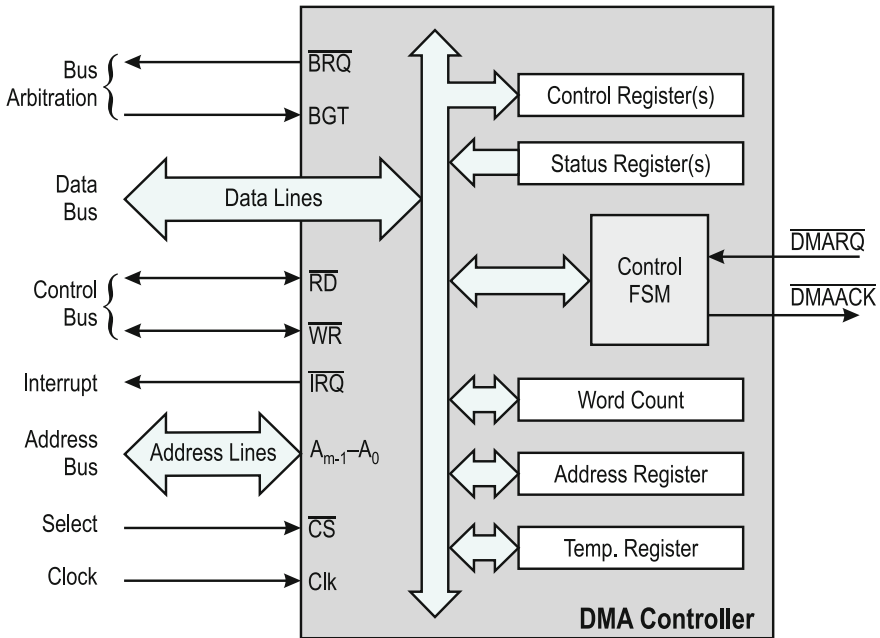 Bus
Arbitration
BRQ
BGT
Data
Bus
Data Lines
Control
Bus
RD
WR
Interrupt
IRQ
Address
Bus
Address Lines
Am-1–A0
Select
CS
Clock
Clk
Control Register(s)
Status Register(s)
Control
FSM
DMARQ
DMAACK
Word Count
Address Register
Temp. Register
DMA Controller